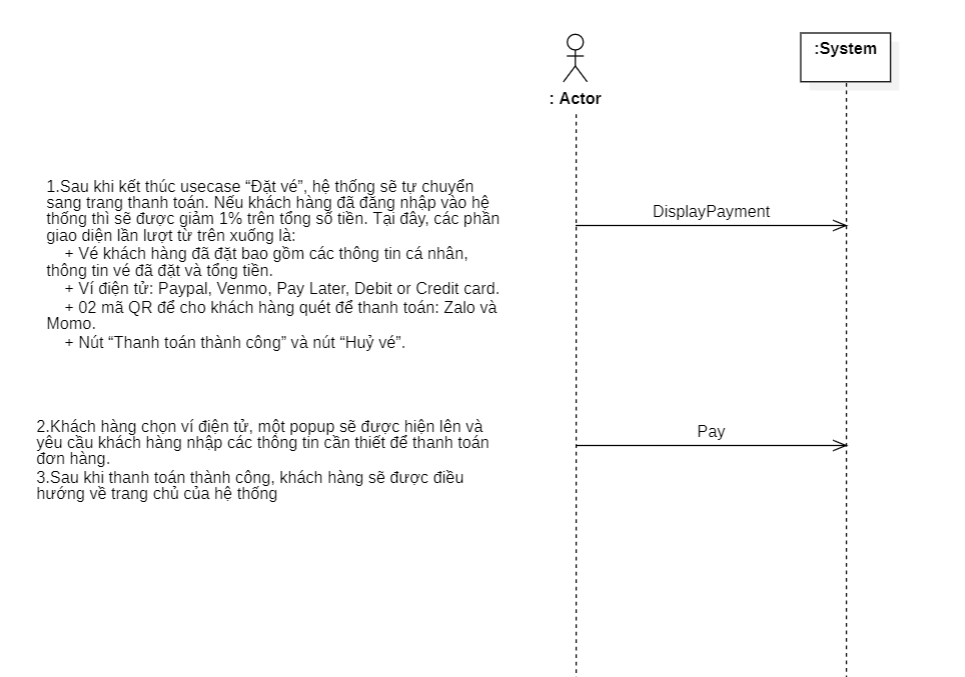 :System
: Actor
1.Sau khi kết thúc usecase “Đặt vé”, hệ thống sẽ tự chuyển
sang trang thanh toán. Nếu khách hàng đã đăng nhập vào hệ
thống thì sẽ được giảm 1% trên tổng số tiền. Tại đây, các phần
giao diện lần lượt từ trên xuống là:
+ Vé khách hàng đã đặt bao gồm các thông tin cá nhân,
thông tin vé đã đặt và tổng tiền.
+ Ví điện tử: Paypal, Venmo, Pay Later, Debit or Credit card.
+ 02 mã QR để cho khách hàng quét để thanh toán: Zalo và
Momo.
+ Nút “Thanh toán thành công” và nút “Huỷ vé”.
DisplayPayment
2.Khách hàng chọn ví điện tử, một popup sẽ được hiện lên và
yêu cầu khách hàng nhập các thông tin cần thiết để thanh toán
đơn hàng.
3.Sau khi thanh toán thành công, khách hàng sẽ được điều
hướng về trang chủ của hệ thống
Pay